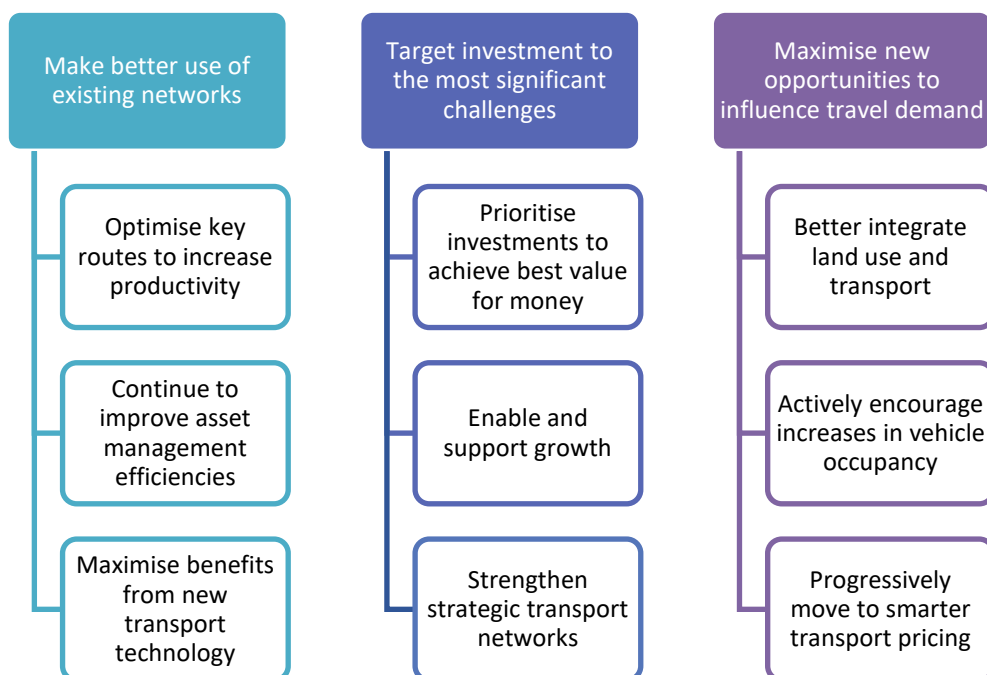 Make better use of
existing networks
Optimise key
routes to increase
productivity
Continue to
improve asset
management
efficiencies
Maximise benefits
from new
transport
technology
Target investment to
the most significant
challenges
Prioritise
investments to
achieve best value
for money
Enable and
support growth
Strengthen
strategic transport
networks
Maximise new
opportunities to
influence travel demand
Better integrate
land use and
transport
Actively encourage
increases in vehicle
occupancy
Progressively
move to smarter
transport pricing